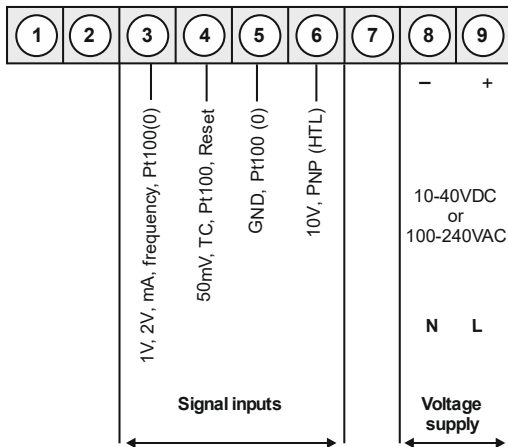 1 2 3 4 5 6 7 8 9
1V, 2V, mA, frequency, Pt100(0)
50mV, TC, Pt100, Reset
GND, Pt100 (0)
10V, PNP (HTL)
– +
10-40VDC
or
100-240VAC
N L
Signal inputs
Voltage
supply